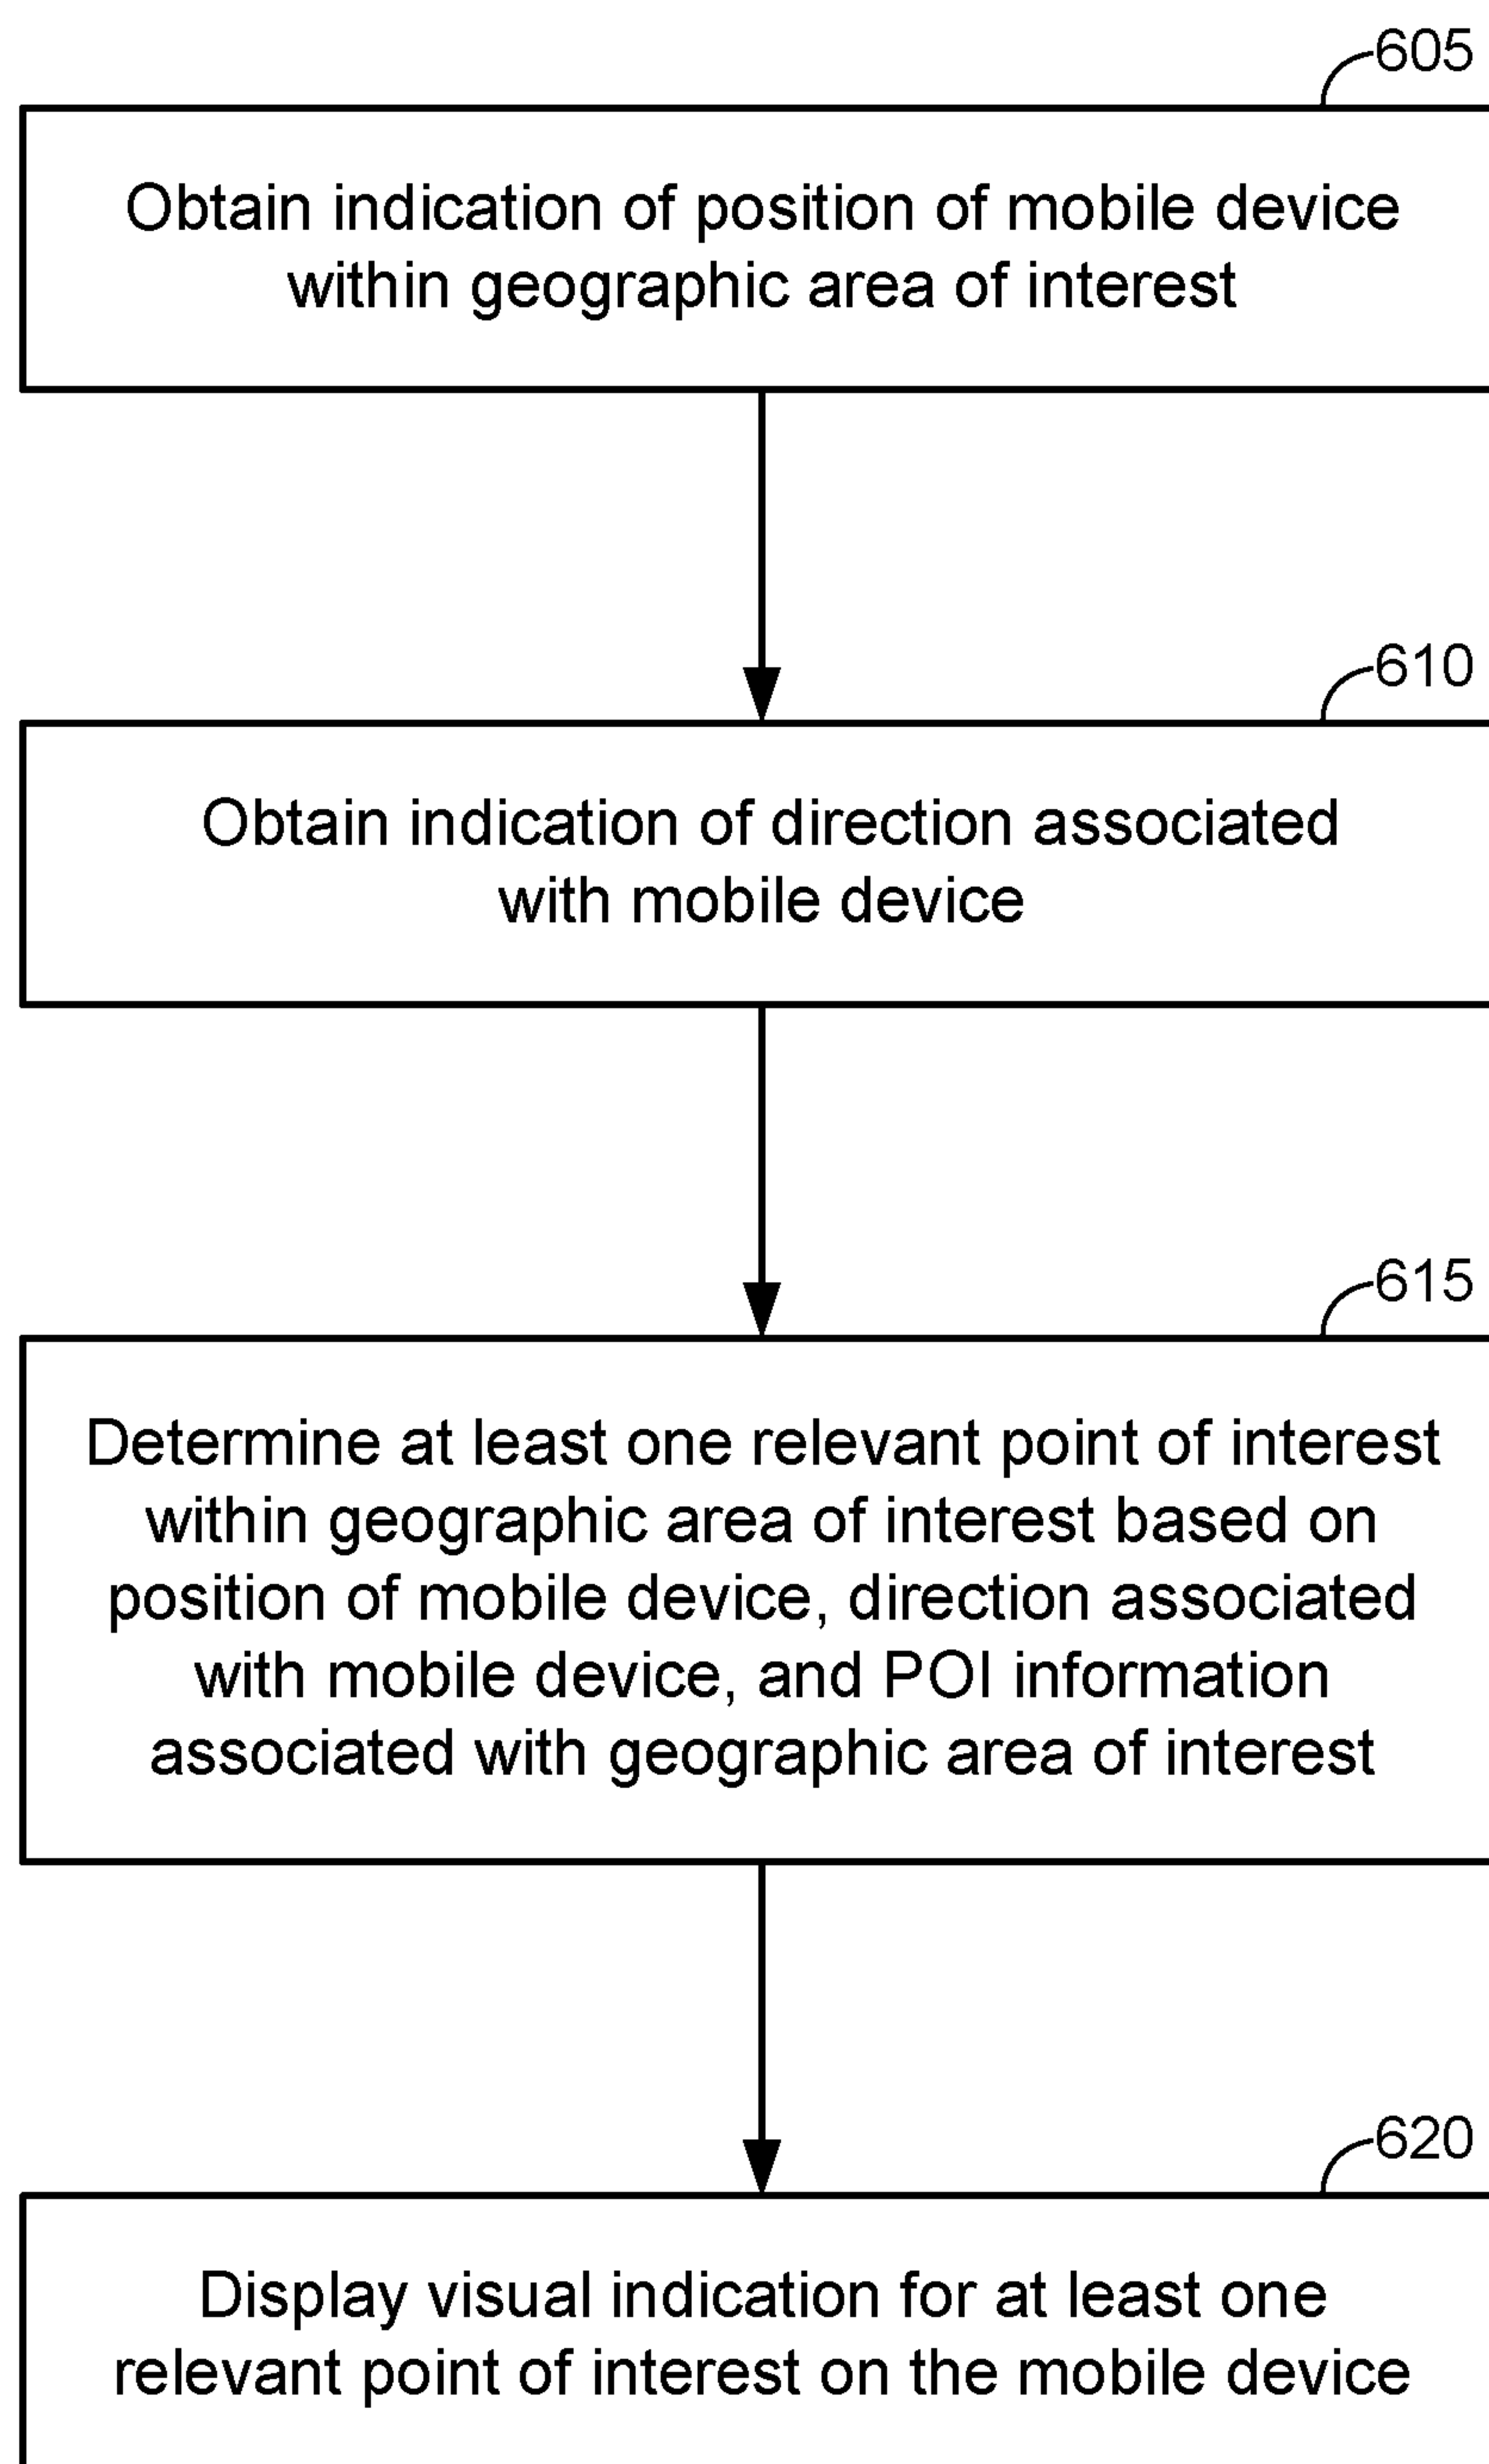 605
Obtain indication of position of mobile device
within geographic area of interest
610
Obtain indication of direction associated
with mobile device
615
Determine at least one relevant point of interest
within geographic area of interest based on
position of mobile device, direction associated
with mobile device, and POI information
associated with geographic area of interest
620
Display visual indication for at least one
relevant point of interest on the mobile device